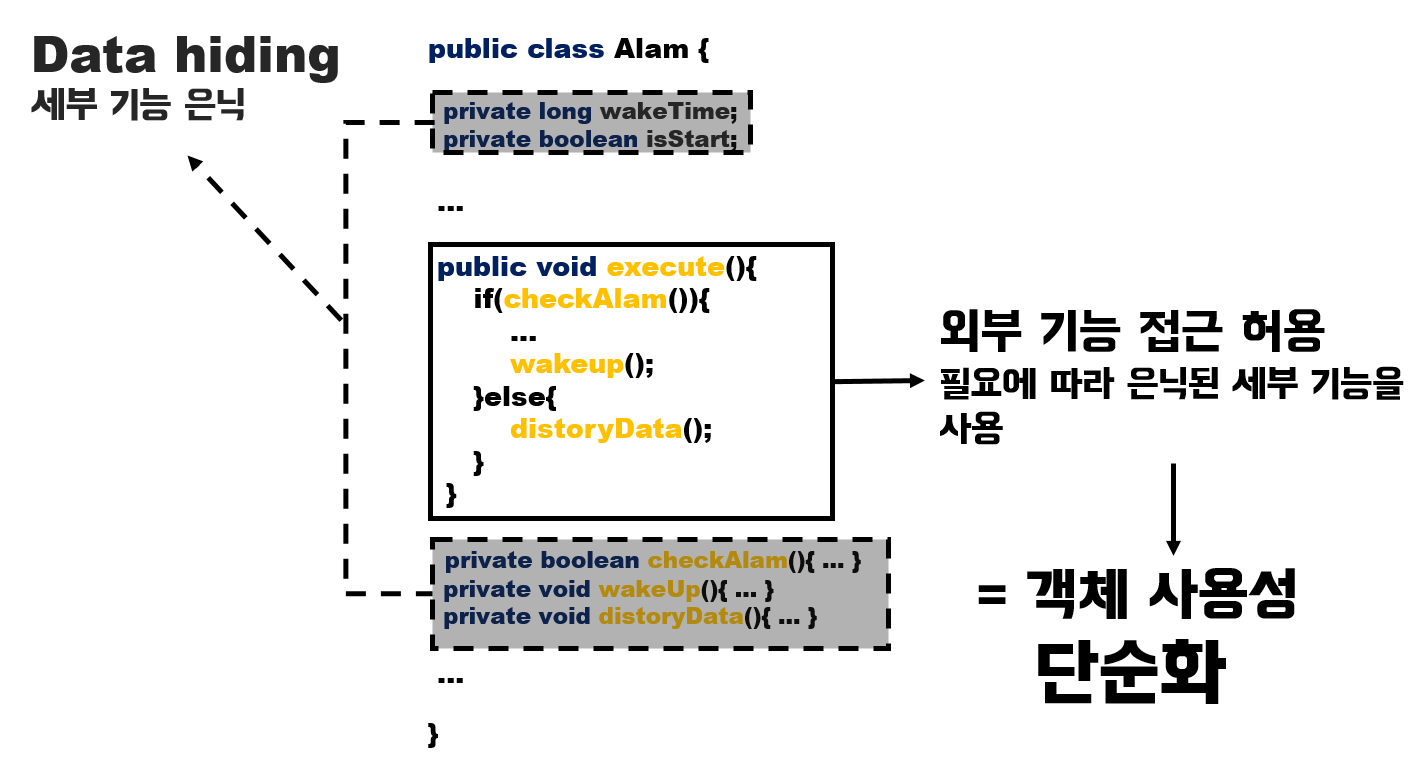 Data hiding
세부 기능 은닉
public class Alam {
private long wakeTime;
private boolean isStart;
...
public void execute(){
if(checkAlam()){
...
wakeup();
}else{
distoryData();
}
}
private boolean checkAlam(){ ... }
private void wakeUp(){ ... }
private void distoryData(){ ... }
...
}
외부 기능 접근 허용
필요에 따라 은닉된 세부 기능을
사용
= 객체 사용성
단순화